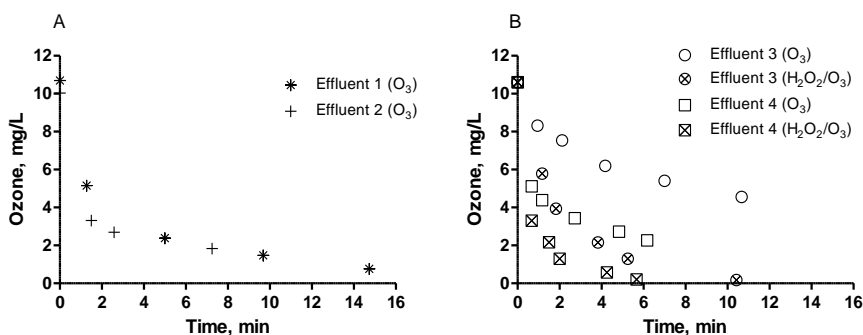 A
Ozone, mg/L
12
10
8
6
4
2
0
0 2 4 6 8 10 12 14 16
Time, min
Effluent 1 (O₃)
Effluent 2 (O₃)
B
Ozone, mg/L
12
10
8
6
4
2
0
0 2 4 6 8 10 12 14 16
Time, min
Effluent 3 (O₃)
Effluent 3 (H₂O₂/O₃)
Effluent 4 (O₃)
Effluent 4 (H₂O₂/O₃)